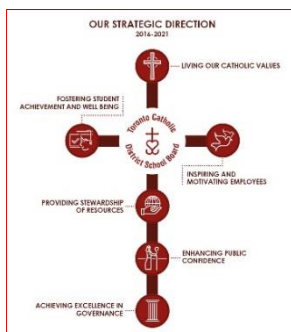 OUR STRATEGIC DIRECTION
2016-2021
LIVING OUR CATHOLIC VALUES
FOSTERING STUDENT
ACHIEVEMENT AND WELL BEING
Toronto Catholic
District School Board
INSPIRING AND
MOTIVATING EMPLOYEES
PROVIDING STEWARDSHIP
OF RESOURCES
ENHANCING PUBLIC
CONFIDENCE
ACHIEVING EXCELLENCE IN
GOVERNANCE